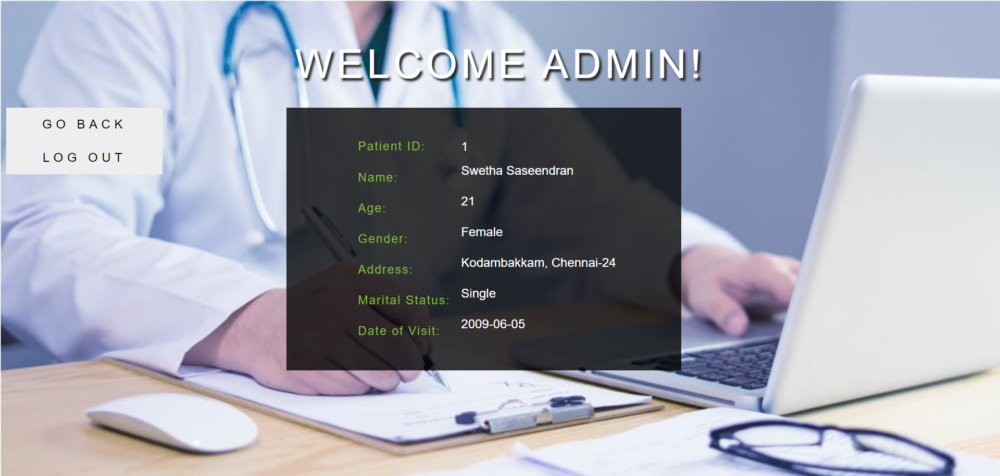 WELCOME ADMIN!
GO BACK
LOG OUT
Patient ID: 1
Name: Swetha Saseendran
Age: 21
Gender: Female
Address: Kodambakkam, Chennai-24
Marital Status: Single
Date of Visit: 2009-06-05